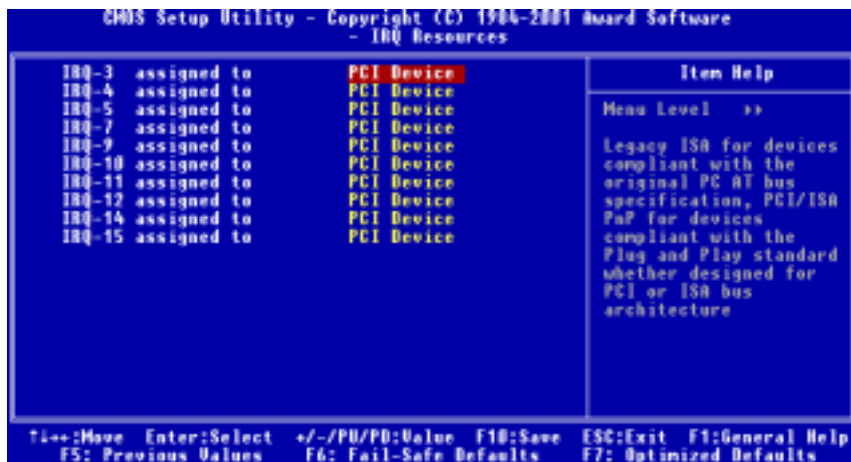 CMOS Setup Utility - Copyright (C) 1984-2001 Award Software
- IRQ Resources
IRQ-3 assigned to PCI Device
IRQ-4 assigned to PCI Device
IRQ-5 assigned to PCI Device
IRQ-7 assigned to PCI Device
IRQ-9 assigned to PCI Device
IRQ-10 assigned to PCI Device
IRQ-11 assigned to PCI Device
IRQ-12 assigned to PCI Device
IRQ-14 assigned to PCI Device
IRQ-15 assigned to PCI Device
Item Help
Menu Level ▸▸
Legacy ISA for devices
compliant with the
original PC AT bus
specification, PCI/ISA
PnP for devices
compliant with the
Plug and Play standard
whether designed for
PCI or ISA bus
architecture
↑↓→←:Move Enter:Select +/-/PU/PD:Value F10:Save ESC:Exit F1:General Help
F5: Previous Values F6: Fail-Safe Defaults F7: Optimized Defaults